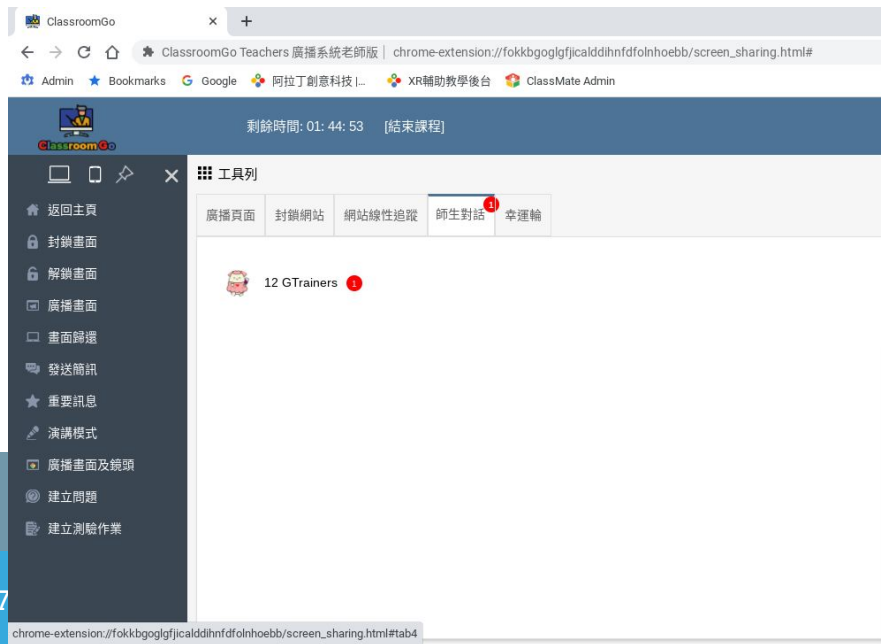 ClassroomGo
ClassroomGo Teachers 廣播系統老師版 | chrome-extension://fokkbgoglgfjicalddihnfdfolnhoebb/screen_sharing.html#
Admin Bookmarks Google 阿拉丁創意科技 |... XR輔助教學後台 ClassMate Admin
ClassroomGo
剩餘時間: 01: 44: 53 [結束課程]
工具列
廣播頁面 封鎖網站 網站線性追蹤 師生對話 1 幸運輪
12 GTrainers 1
返回主頁
封鎖畫面
解鎖畫面
廣播畫面
畫面歸還
發送簡訊
重要訊息
演講模式
廣播畫面及鏡頭
建立問題
建立測驗作業
7
chrome-extension://fokkbgoglgfjicalddihnfdfolnhoebb/screen_sharing.html#tab4